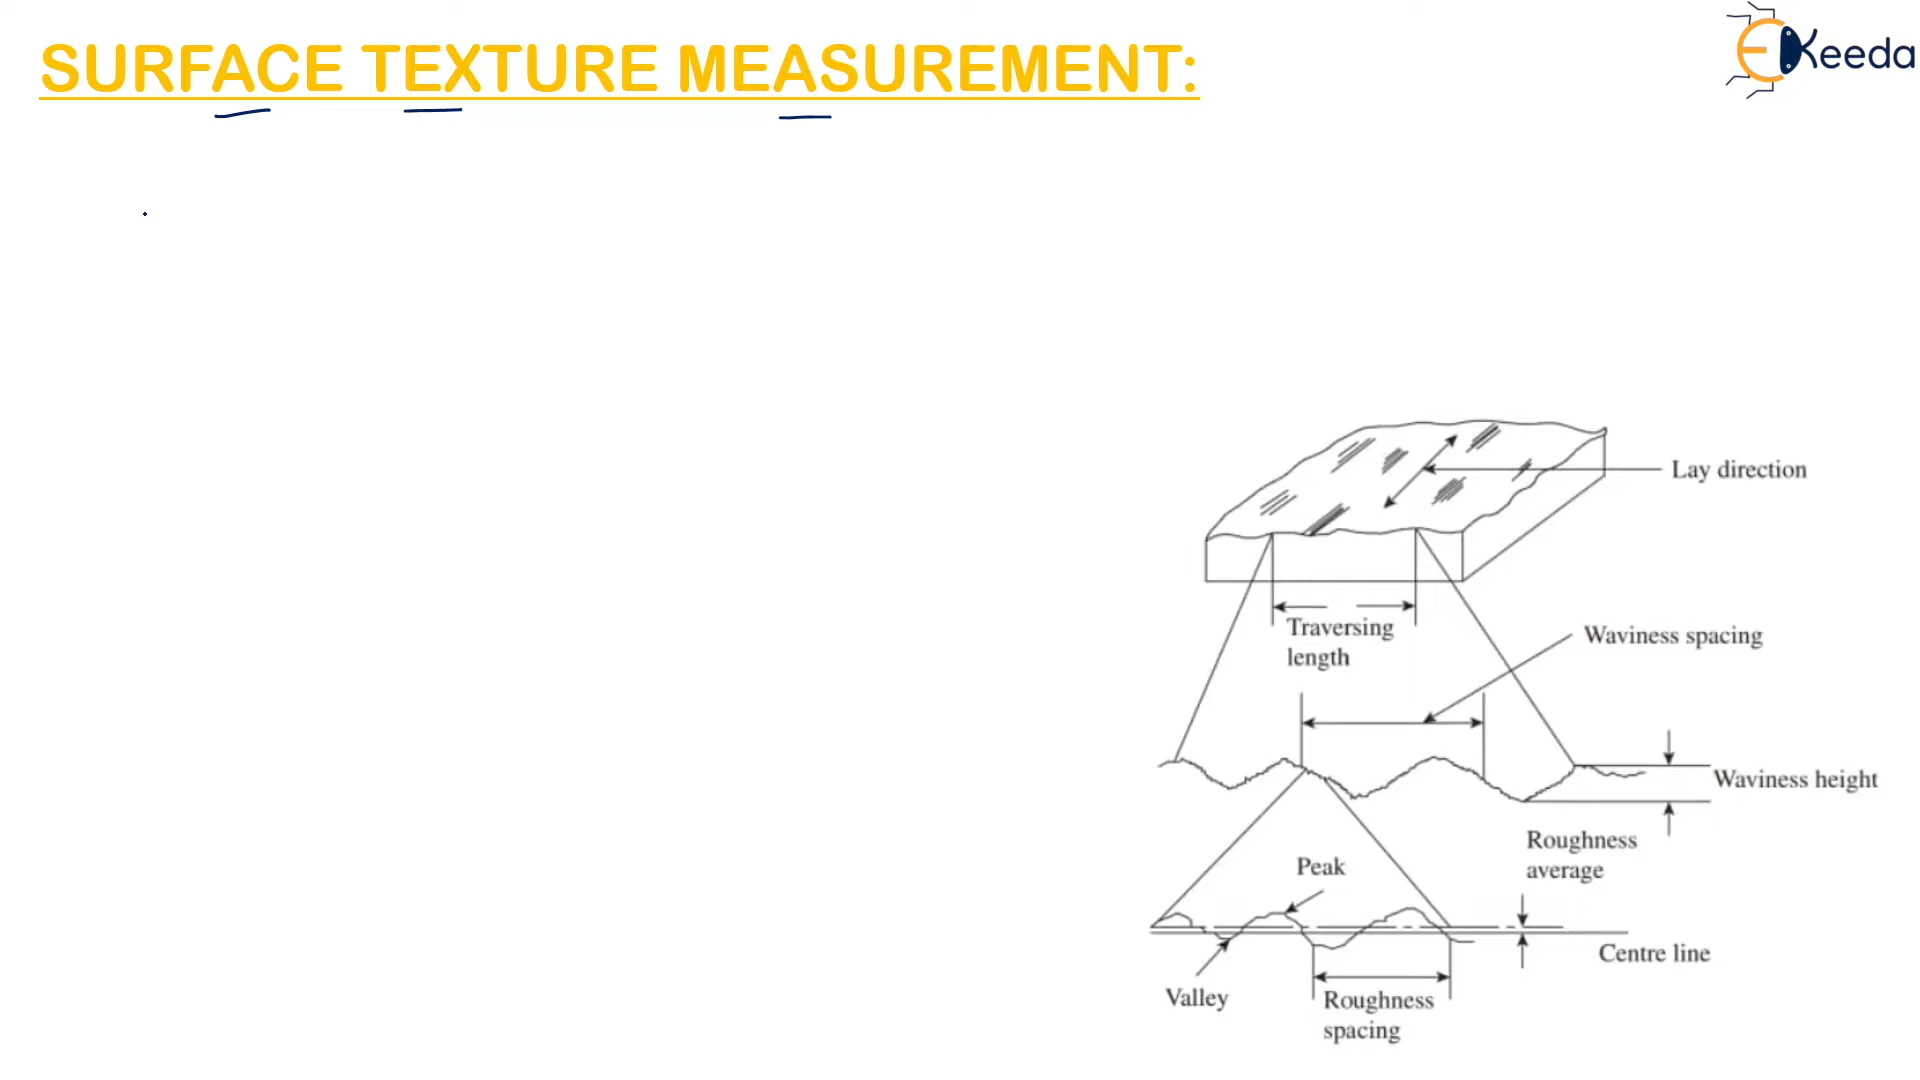 SURFACE TEXTURE MEASUREMENT:
EKeeda
Lay direction
Traversing
length
Waviness spacing
Waviness height
Roughness
average
Peak
Centre line
Valley
Roughness
spacing